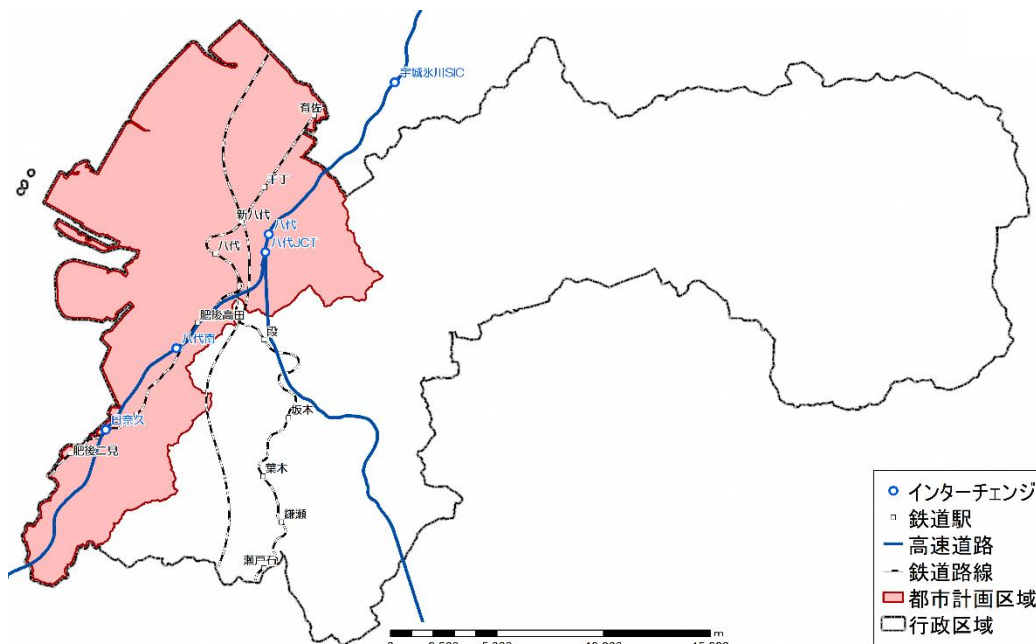 宇城氷川SIC
有佐
千丁
新八代
八代
八代
八代JCT
肥後高田
段
八代南
坂本
日奈久
肥後二見
葉木
鎌瀬
瀬戸石
インターチェンジ
鉄道駅
高速道路
鉄道路線
都市計画区域
行政区域
m